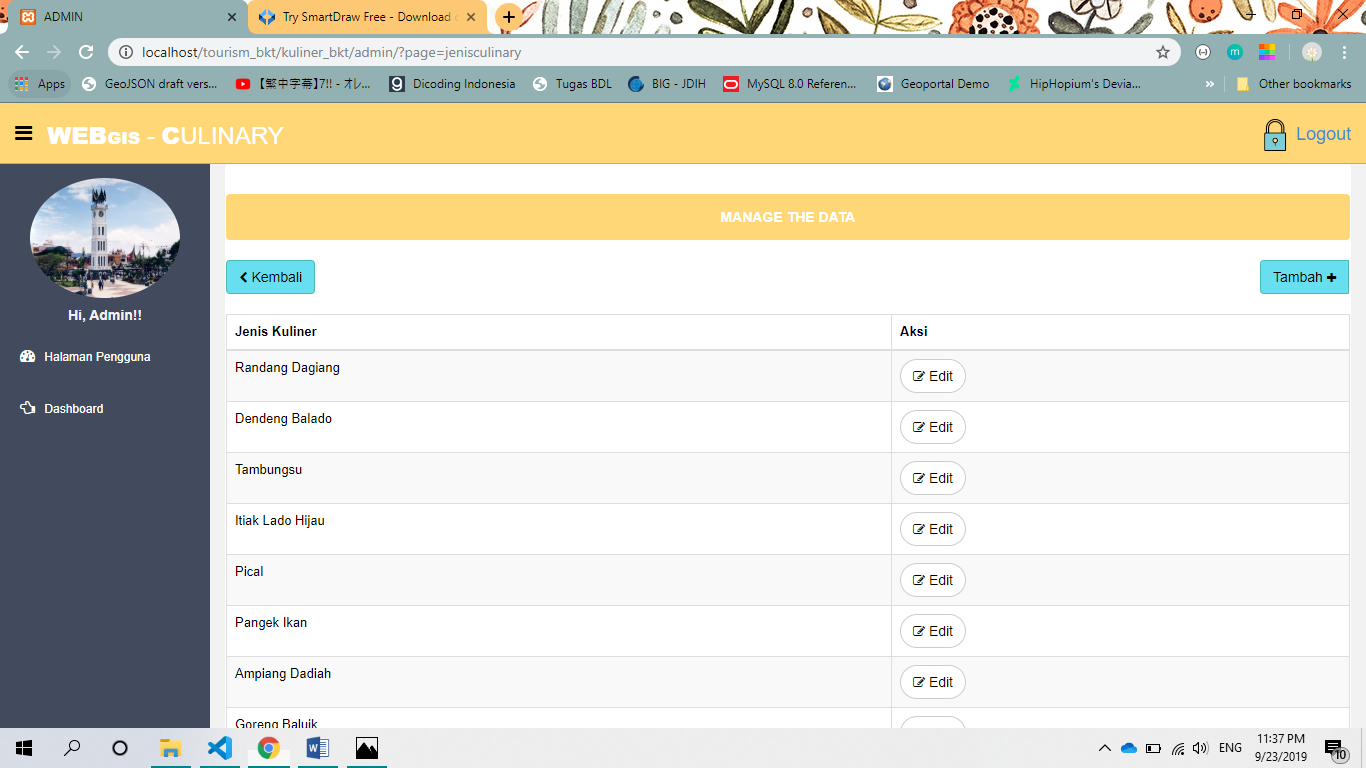 ADMIN
Try SmartDraw Free - Download
localhost/tourism_bkt/kuliner_bkt/admin/?page=jenisculinary
Apps
GeoJSON draft vers...
【繁中字幕】7!! - オレ...
Dicoding Indonesia
Tugas BDL
BIG - JDIH
MySQL 8.0 Referen...
Geoportal Demo
HipHopium's Devia...
»
Other bookmarks
WEBGIS - CULINARY
Logout
MANAGE THE DATA
Kembali
Tambah
Hi, Admin!!
Halaman Pengguna
Dashboard
Jenis Kuliner
Aksi
Randang Dagiang
Edit
Dendeng Balado
Edit
Tambungsu
Edit
Itiak Lado Hijau
Edit
Pical
Edit
Pangek Ikan
Edit
Ampiang Dadiah
Edit
Goreng Baluik
ENG
11:37 PM
9/23/2019
10